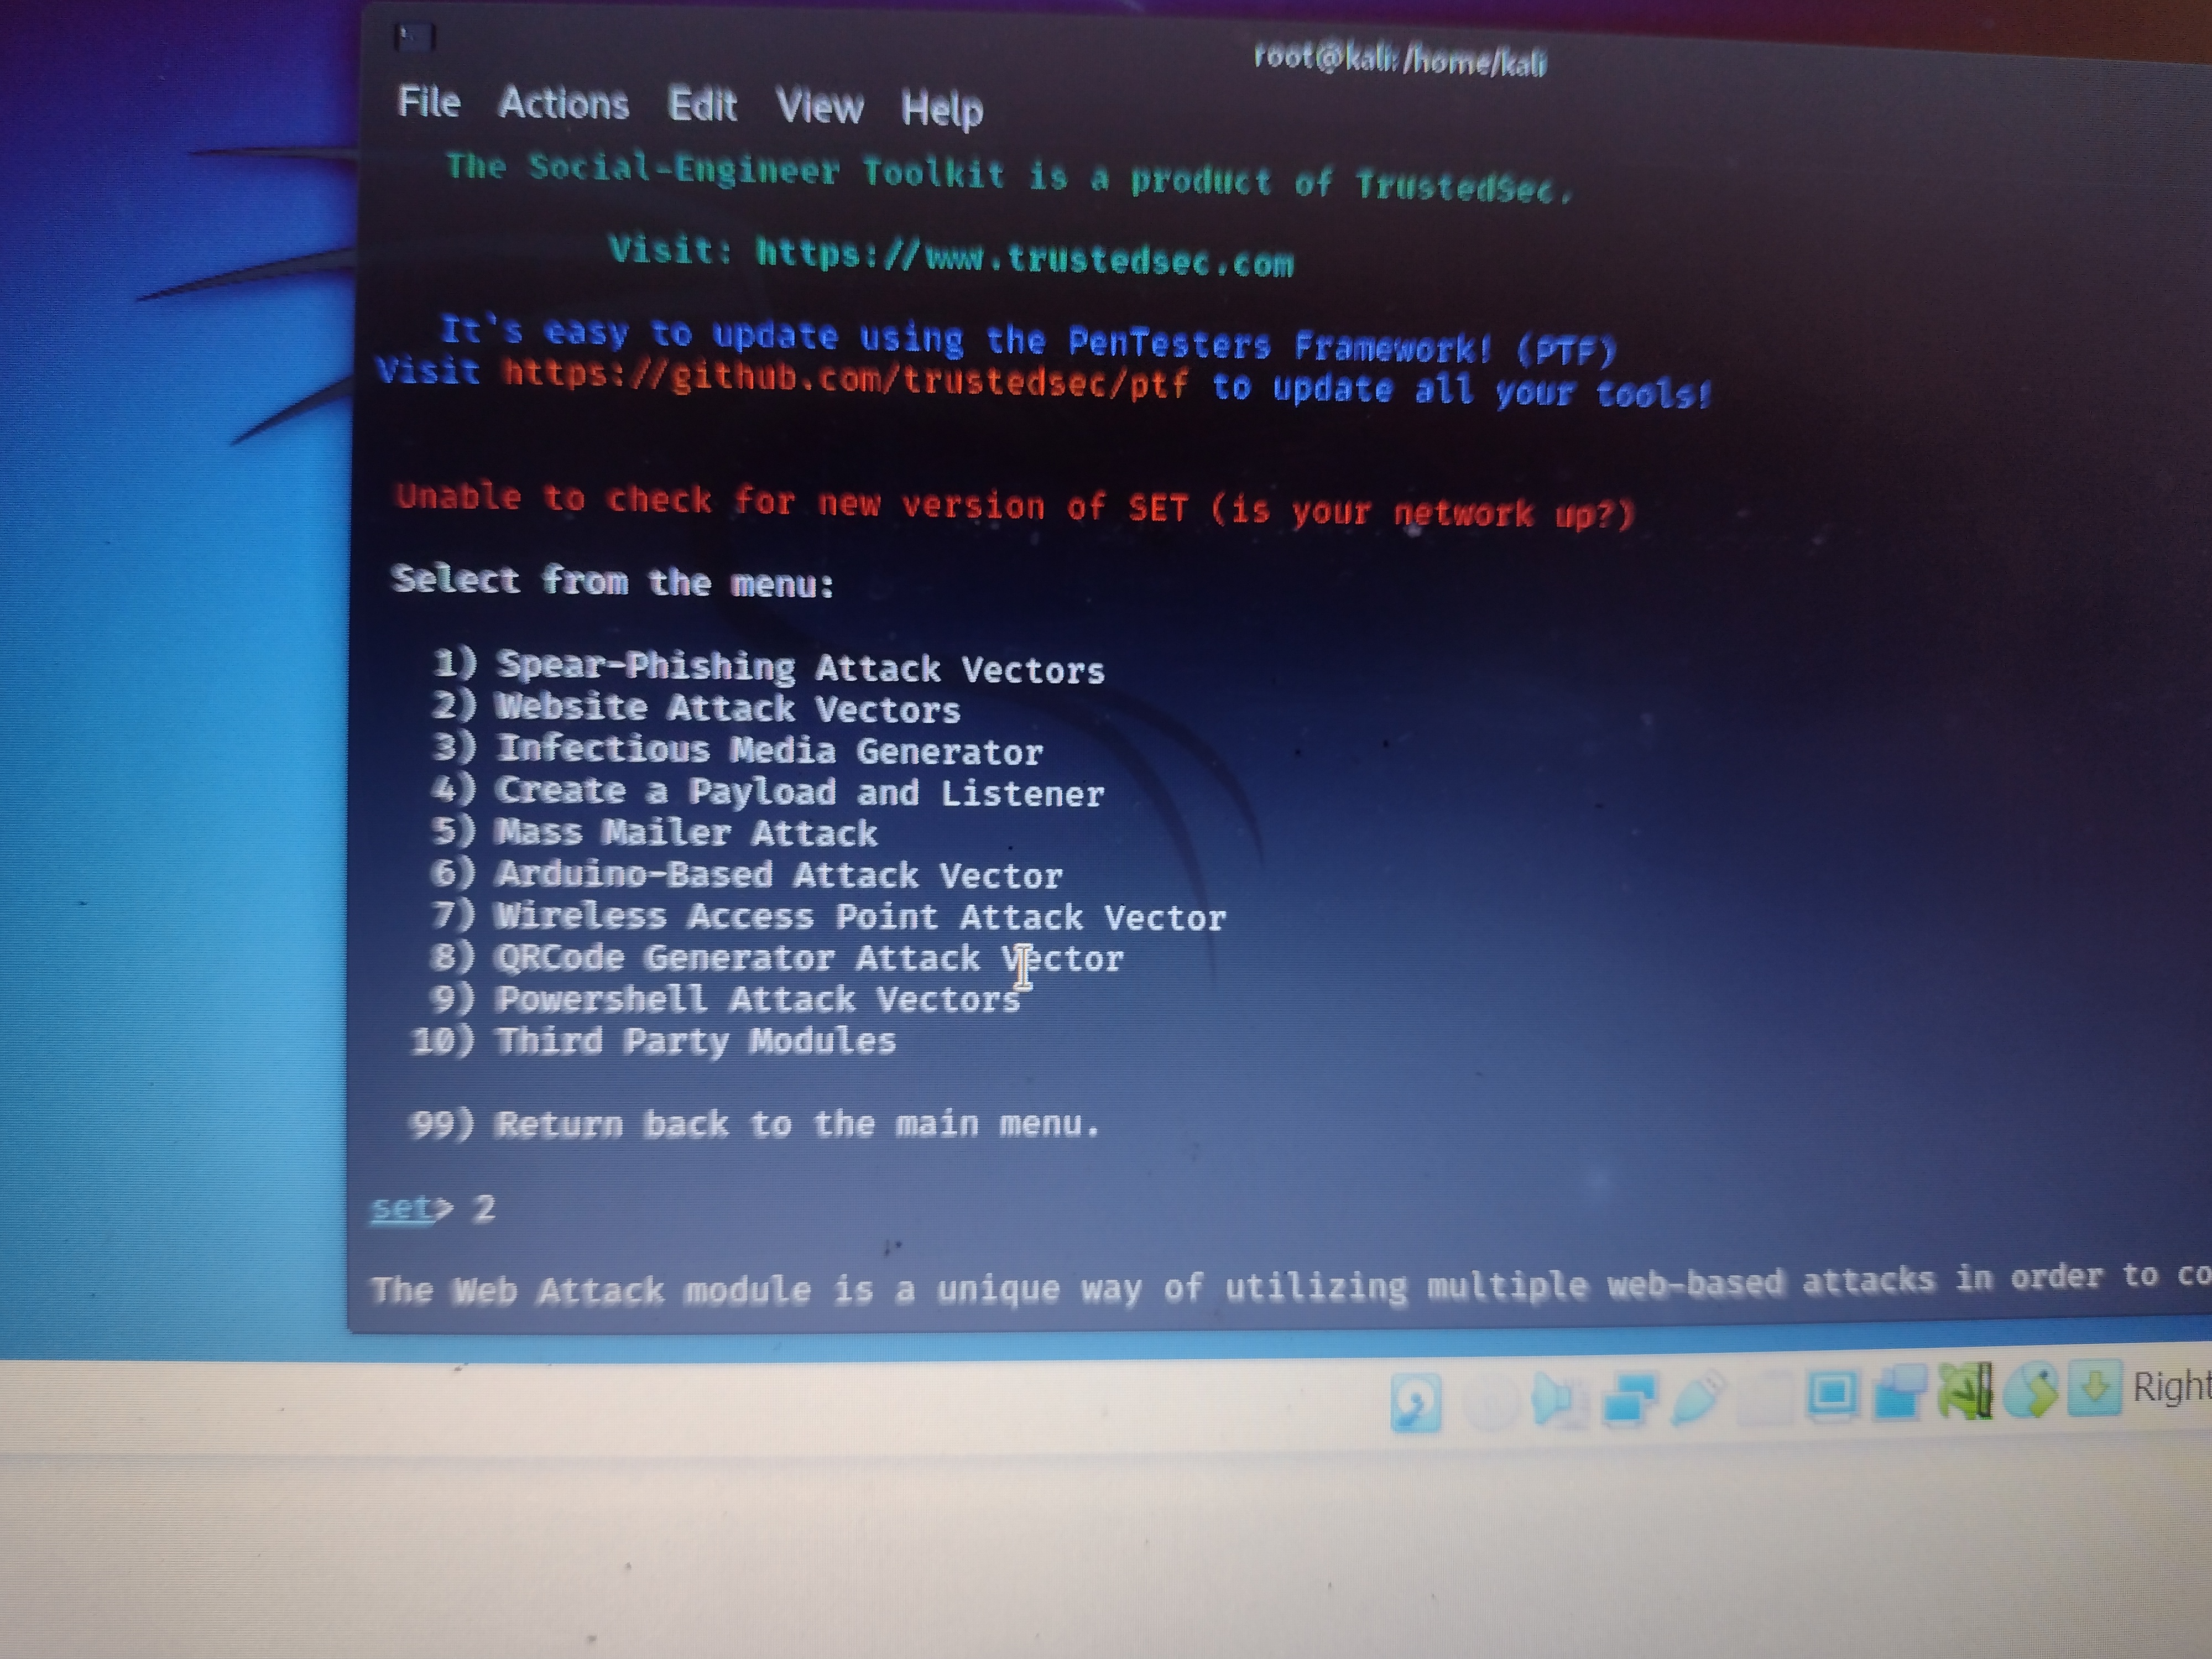 root@kali: /home/kali
File Actions Edit View Help
The Social-Engineer Toolkit is a product of TrustedSec.
Visit: https://www.trustedsec.com
It's easy to update using the PenTesters Framework! (PTF)
Visit https://github.com/trustedsec/ptf to update all your tools!
Unable to check for new version of SET (is your network up?)
Select from the menu:
1) Spear-Phishing Attack Vectors
2) Website Attack Vectors
3) Infectious Media Generator
4) Create a Payload and Listener
5) Mass Mailer Attack
6) Arduino-Based Attack Vector
7) Wireless Access Point Attack Vector
8) QRCode Generator Attack Vector
9) Powershell Attack Vectors
10) Third Party Modules
99) Return back to the main menu.
set> 2
The Web Attack module is a unique way of utilizing multiple web-based attacks in order to co
Right